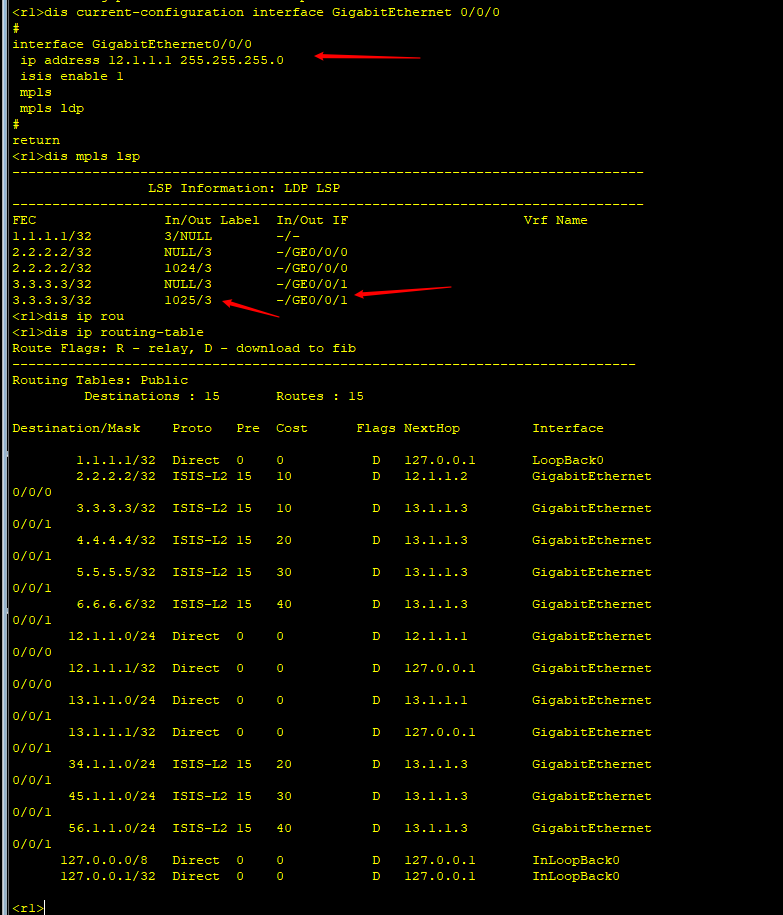 <r1>dis current-configuration interface GigabitEthernet 0/0/0
#
interface GigabitEthernet0/0/0
 ip address 12.1.1.1 255.255.255.0
 isis enable 1
 mpls
 mpls ldp
#
return
<r1>dis mpls lsp
-------------------------------------------------------------------------------
                 LSP Information: LDP LSP
-------------------------------------------------------------------------------
FEC                In/Out Label  In/Out IF                      Vrf Name
1.1.1.1/32         3/NULL        -/-
2.2.2.2/32         NULL/3        -/GE0/0/0
2.2.2.2/32         1024/3        -/GE0/0/0
3.3.3.3/32         NULL/3        -/GE0/0/1
3.3.3.3/32         1025/3        -/GE0/0/1
<r1>dis ip rou
<r1>dis ip routing-table
Route Flags: R - relay, D - download to fib
------------------------------------------------------------------------------
Routing Tables: Public
         Destinations : 15       Routes : 15

Destination/Mask    Proto   Pre  Cost      Flags NextHop         Interface

        1.1.1.1/32  Direct  0    0           D   127.0.0.1       LoopBack0
        2.2.2.2/32  ISIS-L2 15   10          D   12.1.1.2        GigabitEthernet
0/0/0
        3.3.3.3/32  ISIS-L2 15   10          D   13.1.1.3        GigabitEthernet
0/0/1
        4.4.4.4/32  ISIS-L2 15   20          D   13.1.1.3        GigabitEthernet
0/0/1
        5.5.5.5/32  ISIS-L2 15   30          D   13.1.1.3        GigabitEthernet
0/0/1
        6.6.6.6/32  ISIS-L2 15   40          D   13.1.1.3        GigabitEthernet
0/0/1
       12.1.1.0/24  Direct  0    0           D   12.1.1.1        GigabitEthernet
0/0/0
       12.1.1.1/32  Direct  0    0           D   127.0.0.1       GigabitEthernet
0/0/0
       13.1.1.0/24  Direct  0    0           D   13.1.1.1        GigabitEthernet
0/0/1
       13.1.1.1/32  Direct  0    0           D   127.0.0.1       GigabitEthernet
0/0/1
       34.1.1.0/24  ISIS-L2 15   20          D   13.1.1.3        GigabitEthernet
0/0/1
       45.1.1.0/24  ISIS-L2 15   30          D   13.1.1.3        GigabitEthernet
0/0/1
       56.1.1.0/24  ISIS-L2 15   40          D   13.1.1.3        GigabitEthernet
0/0/1
      127.0.0.0/8   Direct  0    0           D   127.0.0.1       InLoopBack0
      127.0.0.1/32  Direct  0    0           D   127.0.0.1       InLoopBack0

<r1>